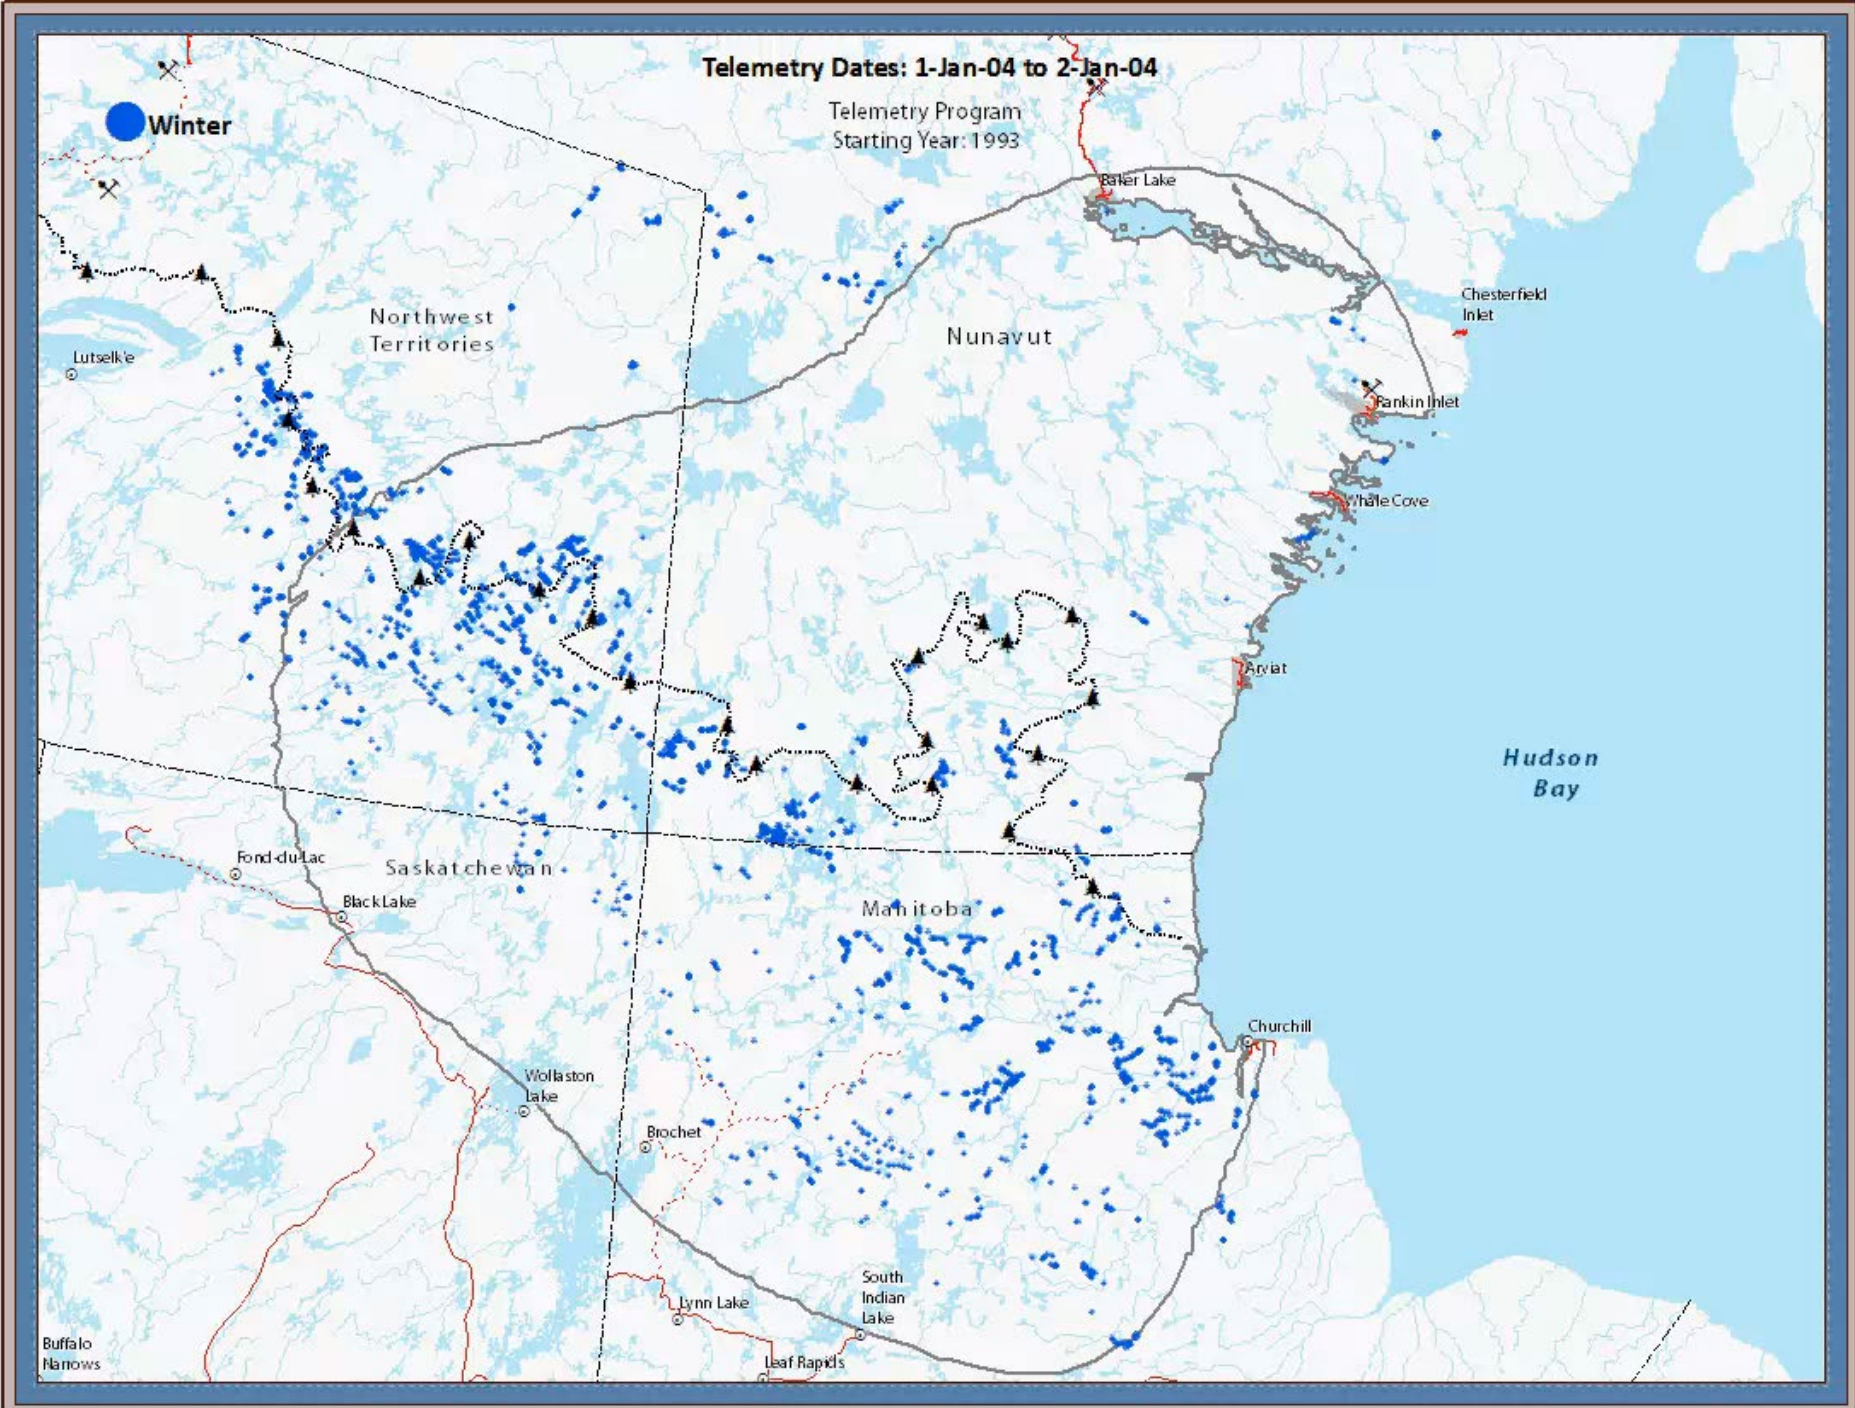 Telemetry Dates: 1-Jan-04 to 2-Jan-04
Telemetry Program
Starting Year: 1993
Winter
Baker Lake
Chesterfield
Inlet
Northwest
Territories
Nunavut
Lutselk'e
Rankin Inlet
Whale Cove
Arviat
Hudson
Bay
Fond-du-Lac
Saskatchewan
Black Lake
Manitoba
Churchill
Wollaston
Lake
Brochet
South
Indian
Lake
Lynn Lake
Buffalo
Narrows
Leaf Rapids